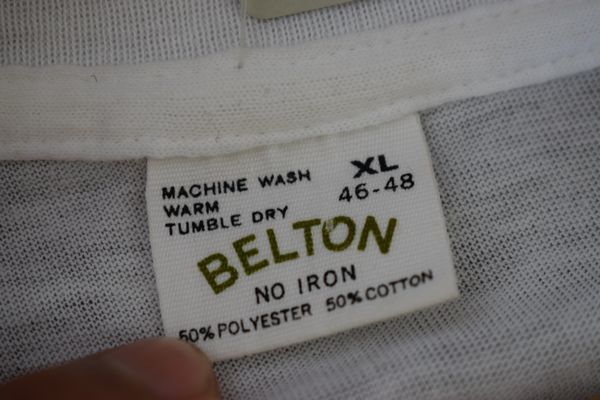 MACHINE WASH XL
WARM 46-48
TUMBLE DRY
BELTON
NO IRON
50% POLYESTER 50% COTTON